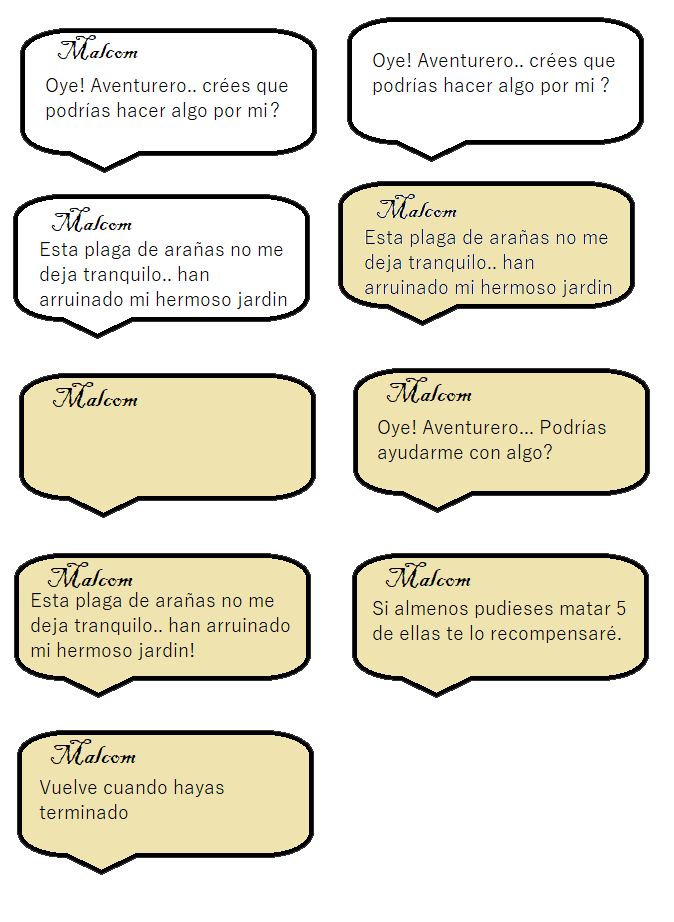 Malcom
Oye! Aventurero.. crées que
podrías hacer algo por mi?
Oye! Aventurero.. crées que
podrías hacer algo por mi ?
Malcom
Esta plaga de arañas no me
deja tranquilo.. han
arruinado mi hermoso jardin
Malcom
Esta plaga de arañas no me
deja tranquilo.. han
arruinado mi hermoso jardin
Malcom
Malcom
Oye! Aventurero... Podrías
ayudarme con algo?
Malcom
Esta plaga de arañas no me
deja tranquilo.. han arruinado
mi hermoso jardin!
Malcom
Si almenos pudieses matar 5
de ellas te lo recompensaré.
Malcom
Vuelve cuando hayas
terminado